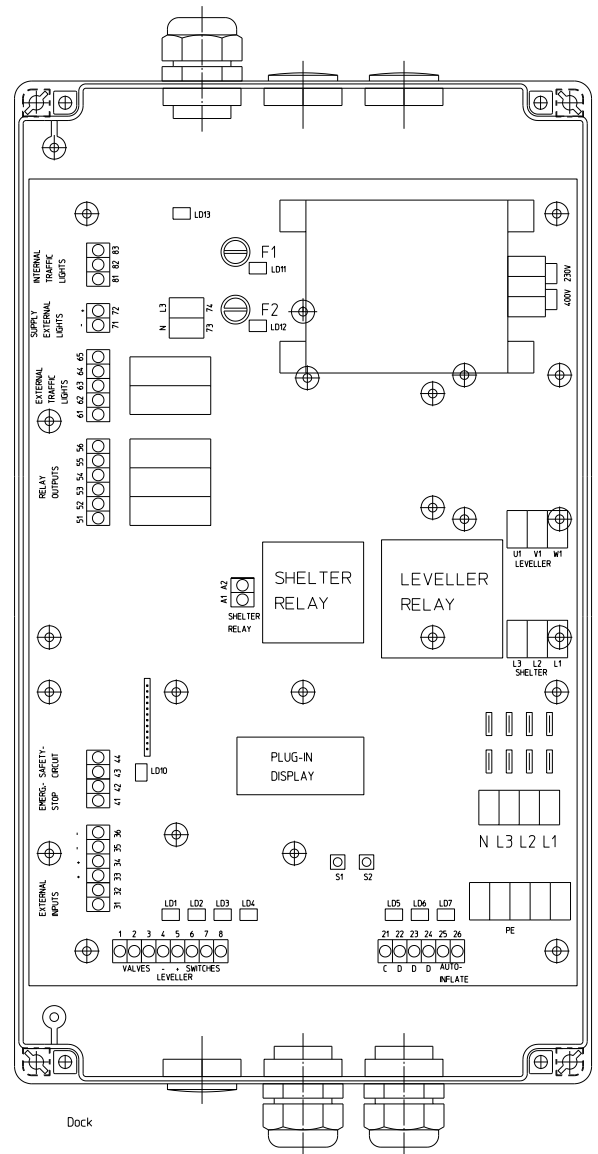 LD13
F1
LD11
F2
LD12
230V
400V
INTERNAL
TRAFFIC
LIGHTS
83
82
81
SUPPLY
EXTERNAL
LIGHTS
+
-
72
71
L3
N
74
73
EXTERNAL
TRAFFIC
LIGHTS
65
64
63
62
61
RELAY
OUTPUTS
56
55
54
53
52
51
A1 A2
SHELTER
RELAY
SHELTER
RELAY
LEVELLER
RELAY
U1 V1 W1
LEVELLER
L3 L2 L1
SHELTER
SAFETY-
CIRCUIT
EMERG.-
STOP
44
43
42
41
LD10
PLUG-IN
DISPLAY
N L3 L2 L1
EXTERNAL
INPUTS
-
-
+
+
36
35
34
33
32
31
S1 S2
LD1 LD2 LD3 LD4
LD5 LD6 LD7
PE
1 2 3 4 5 6 7 8
VALVES - + SWITCHES
LEVELLER
21 22 23 24 25 26
C D D D AUTO-
INFLATE
Dock